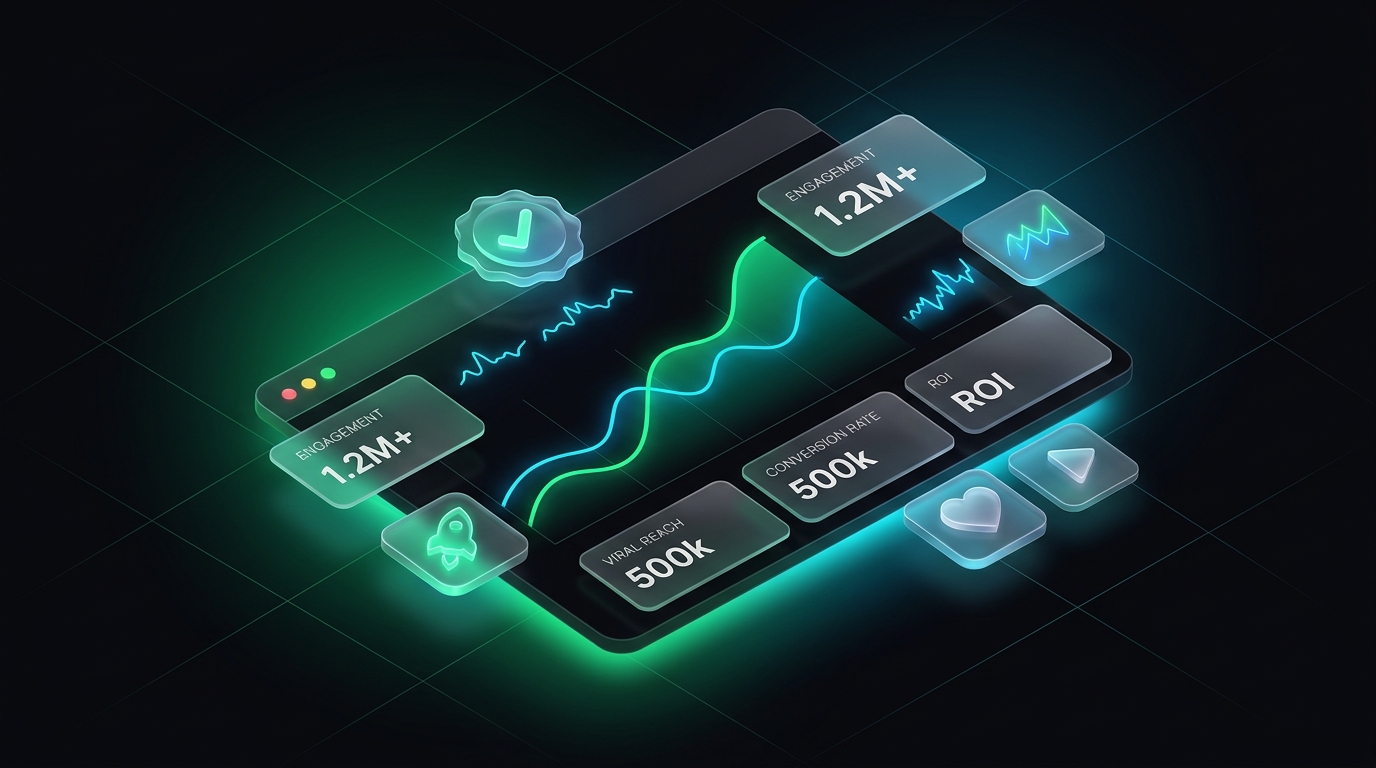 ENGAGEMENT
1.2M+
ENGAGEMENT
1.2M+
ROI
ROI
CONVERSION RATE
500k
VIRAL REACH
500k